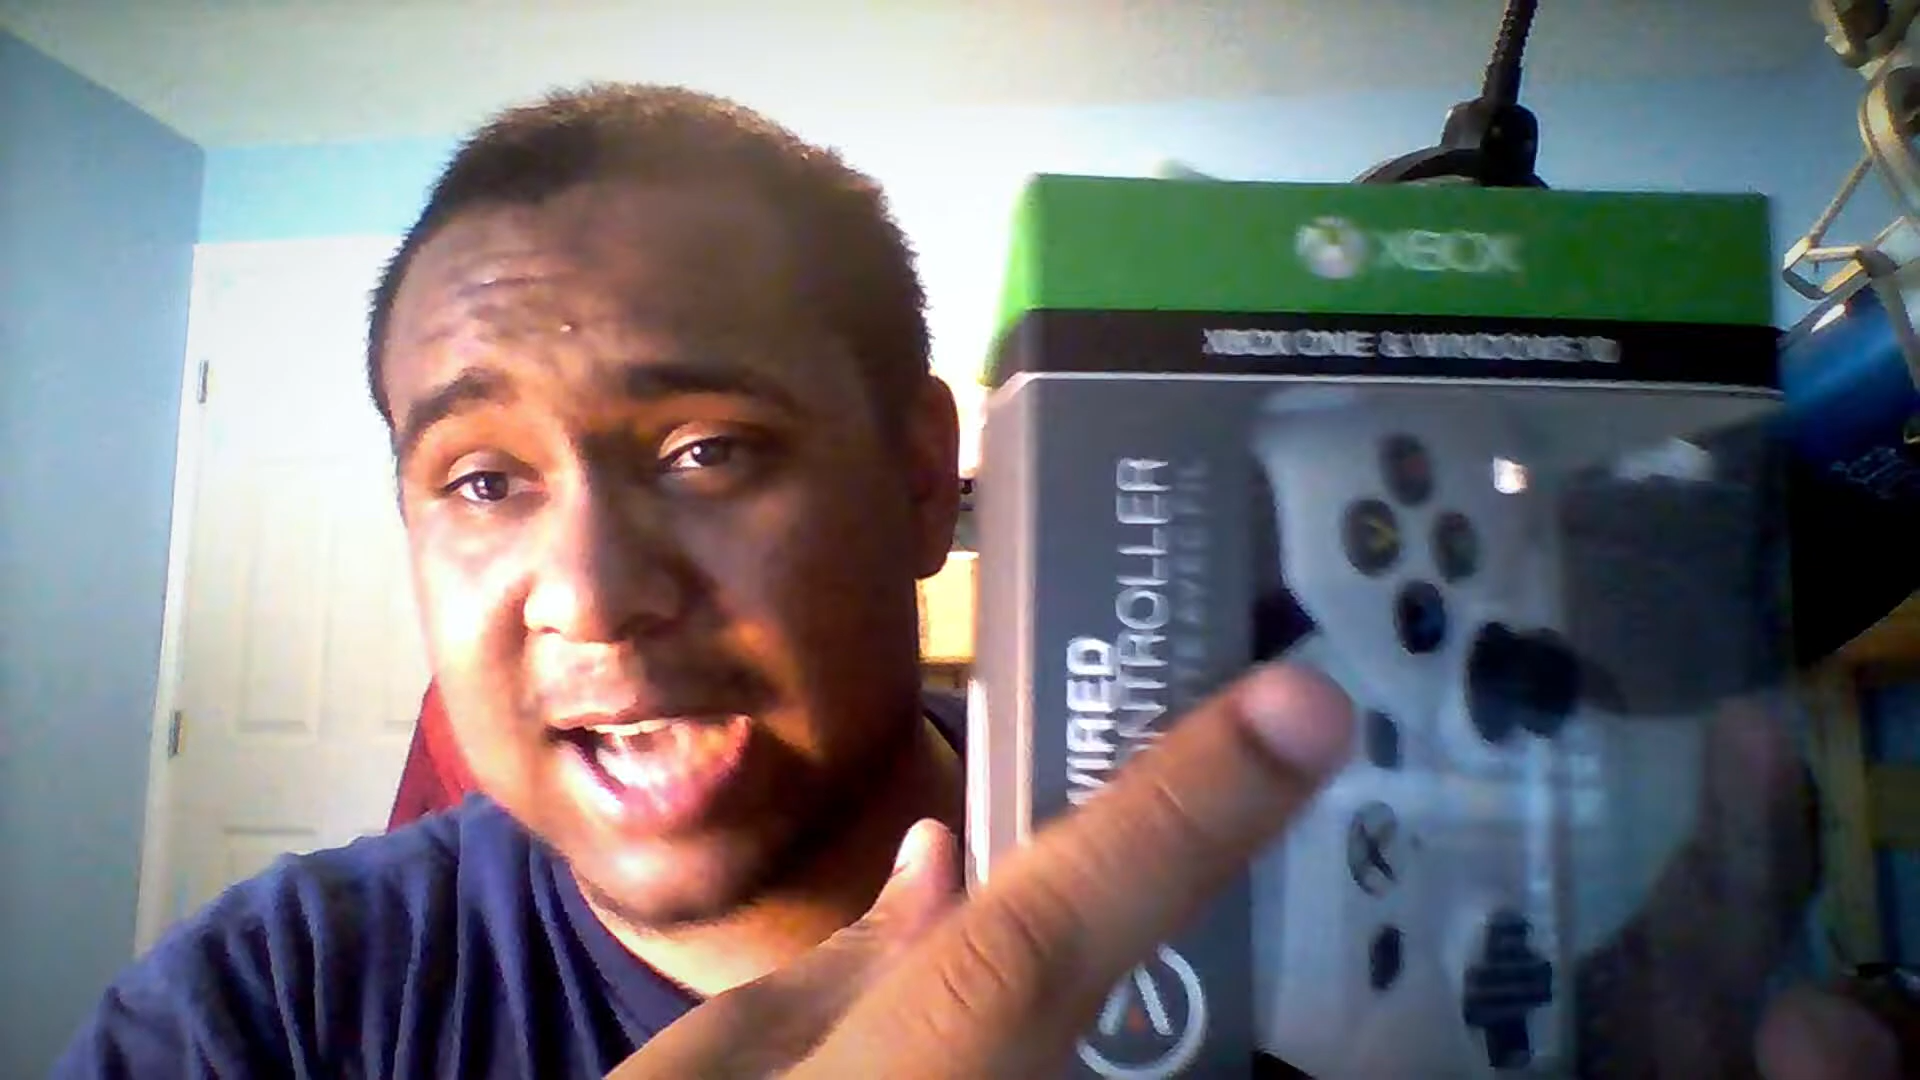 XBOX
XBOX ONE & WINDOWS 10
WIRED
CONTROLLER